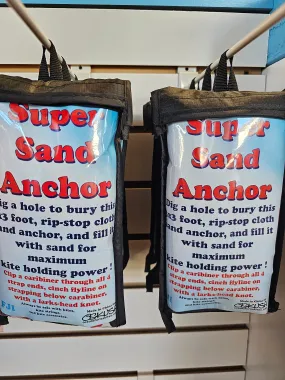 Super
Sand
Anchor
ig a hole to bury this
x3 foot, rip-stop cloth
and anchor, and fill it
with sand for
maximum
kite holding power !
Clip a caribiner through all 4
strap ends, cinch flyline on
strapping below carabiner,
with a larks-head knot.
Super
Sand
Anchor
Dig a hole to bury this
3x3 foot, rip-stop cloth
sand anchor, and fill it
with sand for
maximum
kite holding power !
Clip a caribiner through all 4
strap ends, cinch flyline on
strapping below carabiner,
with a larks-head knot.